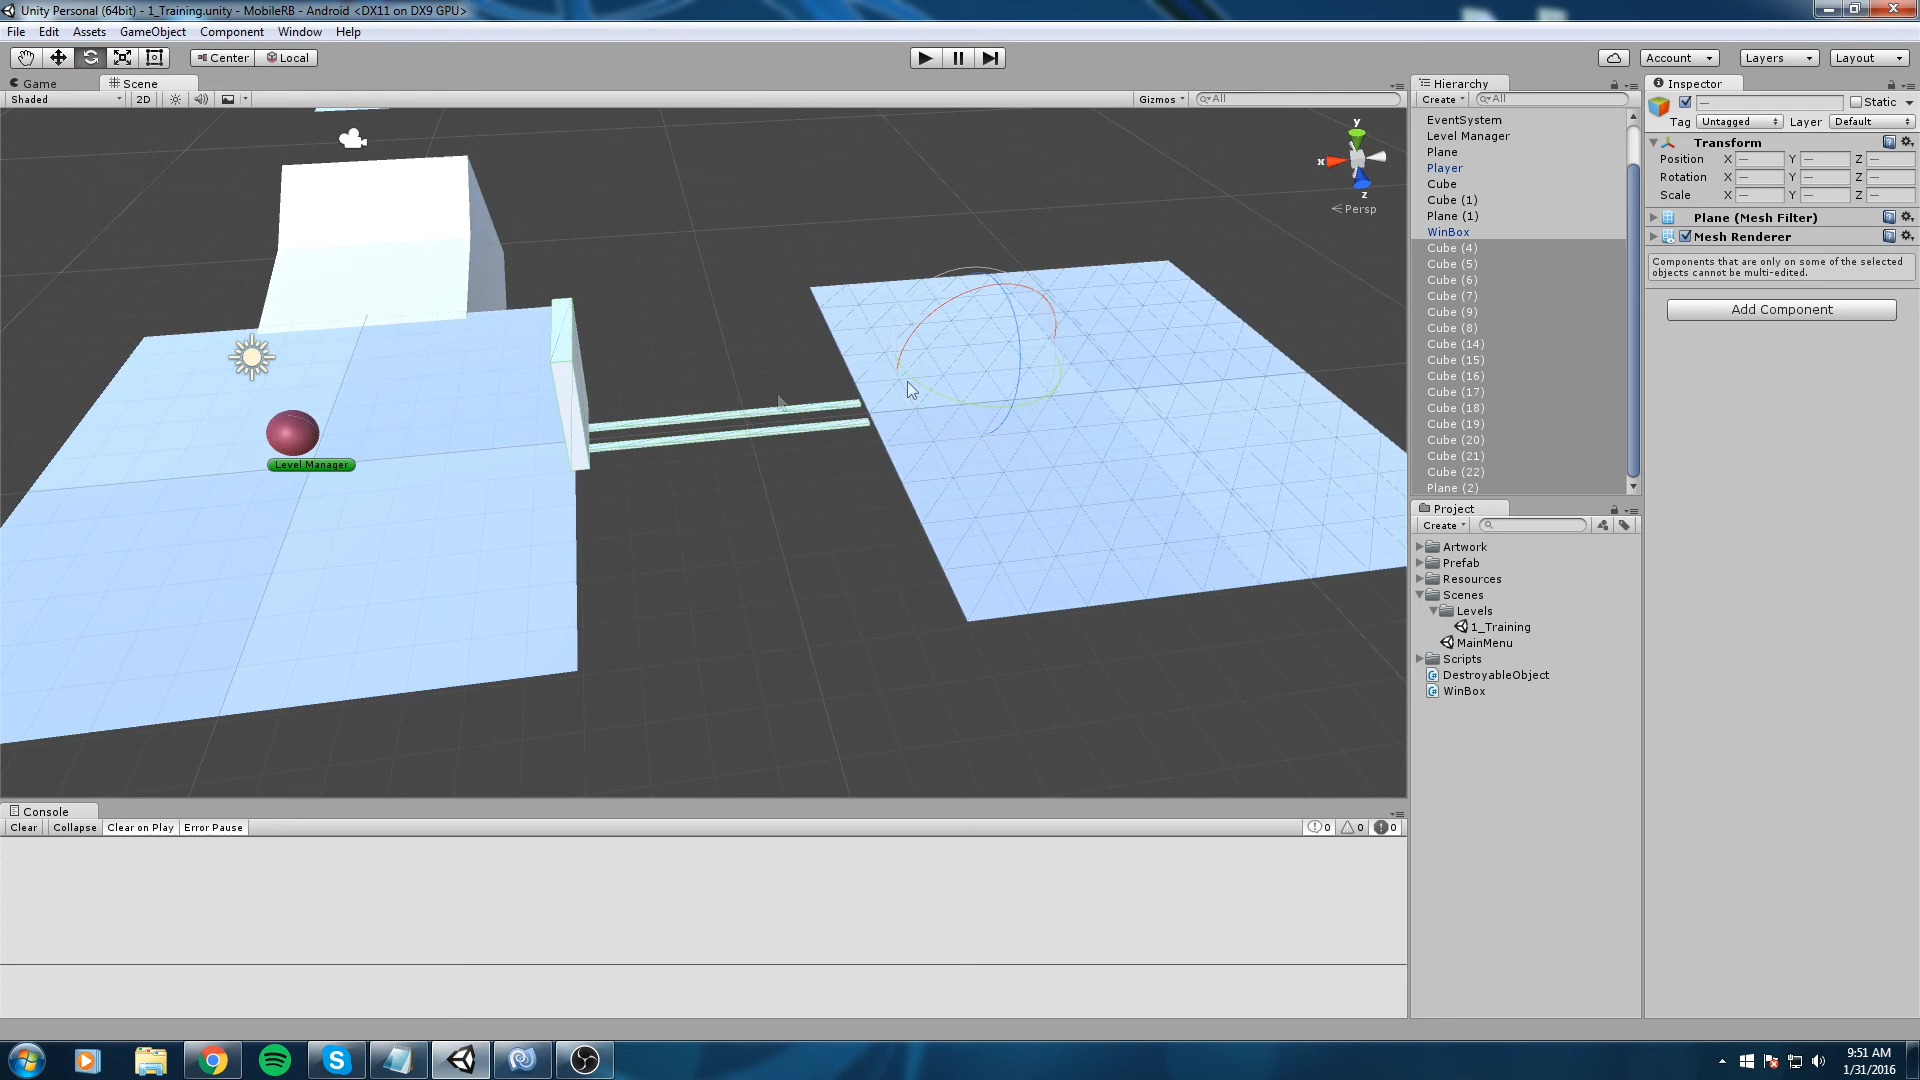 Unity Personal (64bit) - 1_Training.unity - MobileRB - Android <DX11 on DX9 GPU>
File Edit Assets GameObject Component Window Help
Center Local Account Layers Layout
Game Scene
Shaded 2D Gizmos All
y
x
z
Persp
Level Manager
Hierarchy
Create All
EventSystem
Level Manager
Plane
Player
Cube
Cube (1)
Plane (1)
WinBox
Cube (4)
Cube (5)
Cube (6)
Cube (7)
Cube (9)
Cube (8)
Cube (14)
Cube (15)
Cube (16)
Cube (17)
Cube (18)
Cube (19)
Cube (20)
Cube (21)
Cube (22)
Plane (2)
Project
Create
Artwork
Prefab
Resources
Scenes
Levels
1_Training
MainMenu
Scripts
DestroyableObject
WinBox
Inspector
— Static
Tag Untagged Layer Default
Transform
Position X — Y — Z —
Rotation X — Y — Z —
Scale X — Y — Z —
Plane (Mesh Filter)
Mesh Renderer
Components that are only on some of the selected
objects cannot be multi-edited.
Add Component
Console
Clear Collapse Clear on Play Error Pause 0 0 0
9:51 AM
1/31/2016